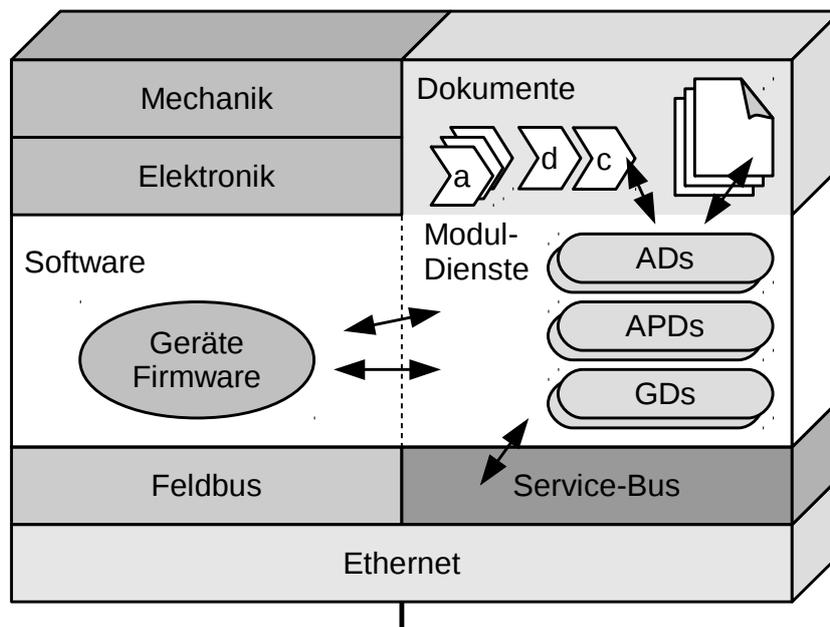 Mechanik
Dokumente
a
d
c
Elektronik
Software
Modul-
Dienste
ADs
Geräte
Firmware
APDs
GDs
Feldbus
Service-Bus
Ethernet